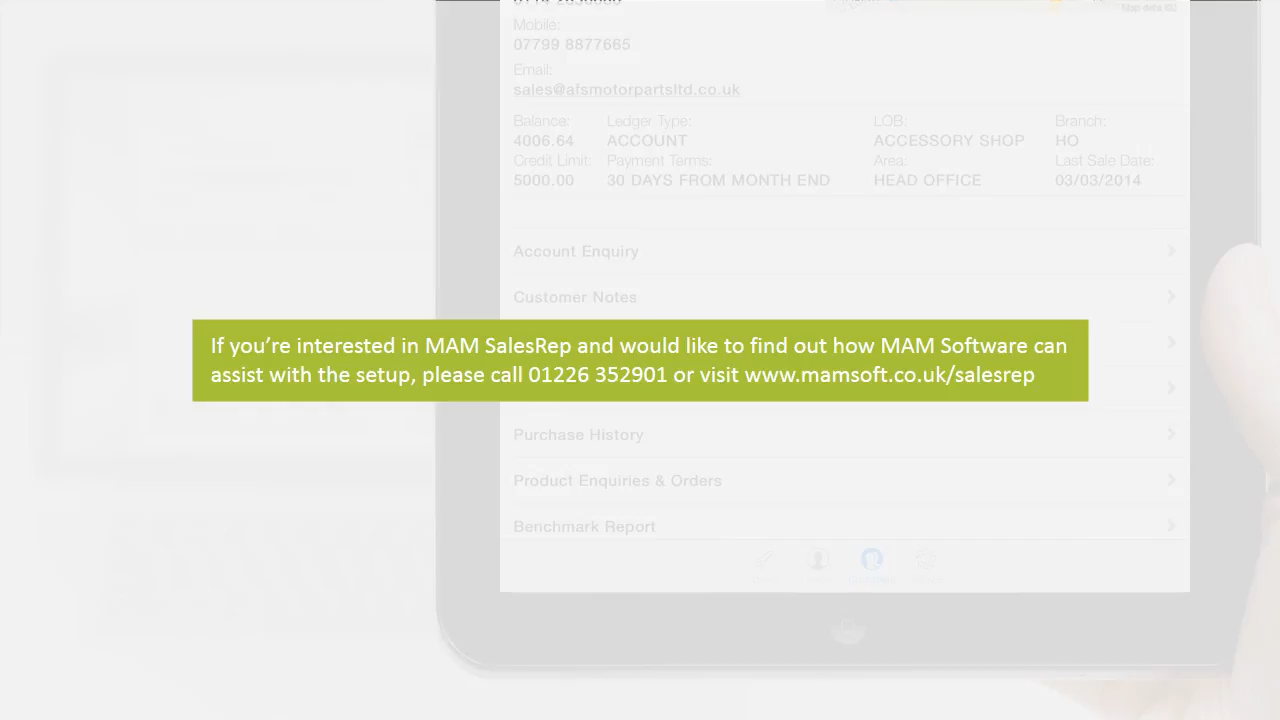 Mobile:
07799 8877665
Email:
sales@afsmotorpartsltd.co.uk
Balance: Ledger Type: LOB: Branch:
4006.64 ACCOUNT ACCESSORY SHOP HO
Credit Limit: Payment Terms: Area: Last Sale Date:
5000.00 30 DAYS FROM MONTH END HEAD OFFICE 03/03/2014
Account Enquiry
Customer Notes
If you’re interested in MAM SalesRep and would like to find out how MAM Software can
assist with the setup, please call 01226 352901 or visit www.mamsoft.co.uk/salesrep
Purchase History
Product Enquiries & Orders
Benchmark Report